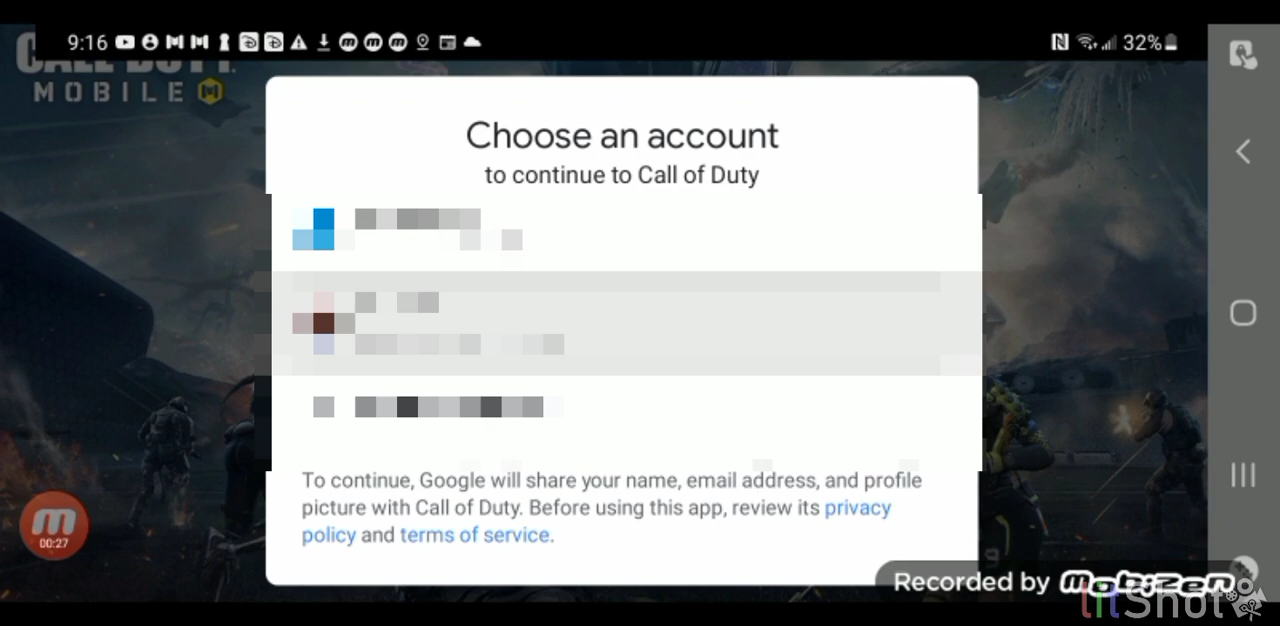 9:16
32%
CALL OF DUTY
MOBILE
Choose an account
to continue to Call of Duty
To continue, Google will share your name, email address, and profile
picture with Call of Duty. Before using this app, review its privacy
policy and terms of service.
00:27
Recorded by mobizen
litShot